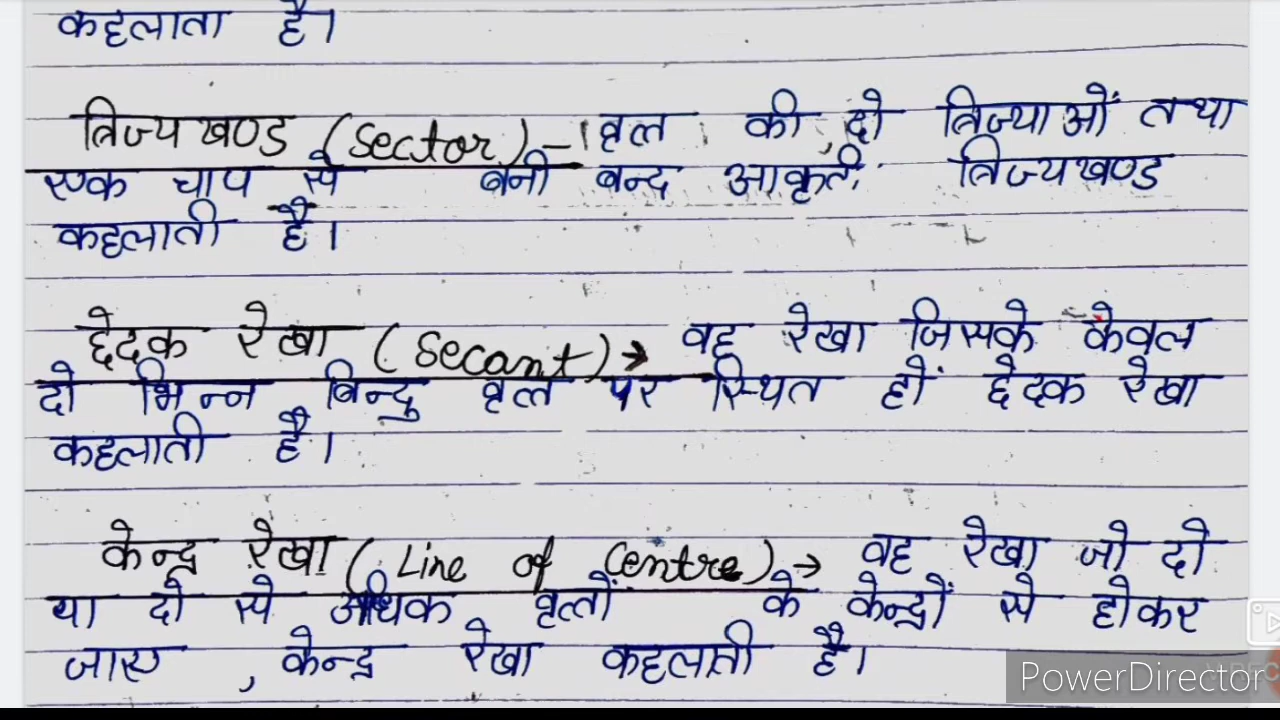 कहलाता है।
त्रिज्यखण्ड (Sector) – वृत्त की दो त्रिज्याओं तथा
एक चाप से बनी बन्द आकृति त्रिज्यखण्ड
कहलाती है।
छेदक रेखा (Secant) → वह रेखा जिसके केवल
दो भिन्न बिन्दु वृत्त पर स्थित हों छेदक रेखा
कहलाती है।
केन्द्र रेखा (Line of Centre) → वह रेखा जो दो
या दो से अधिक वृत्तों के केन्द्रों से होकर
जाए, केन्द्र रेखा कहलाती है।
PowerDirector